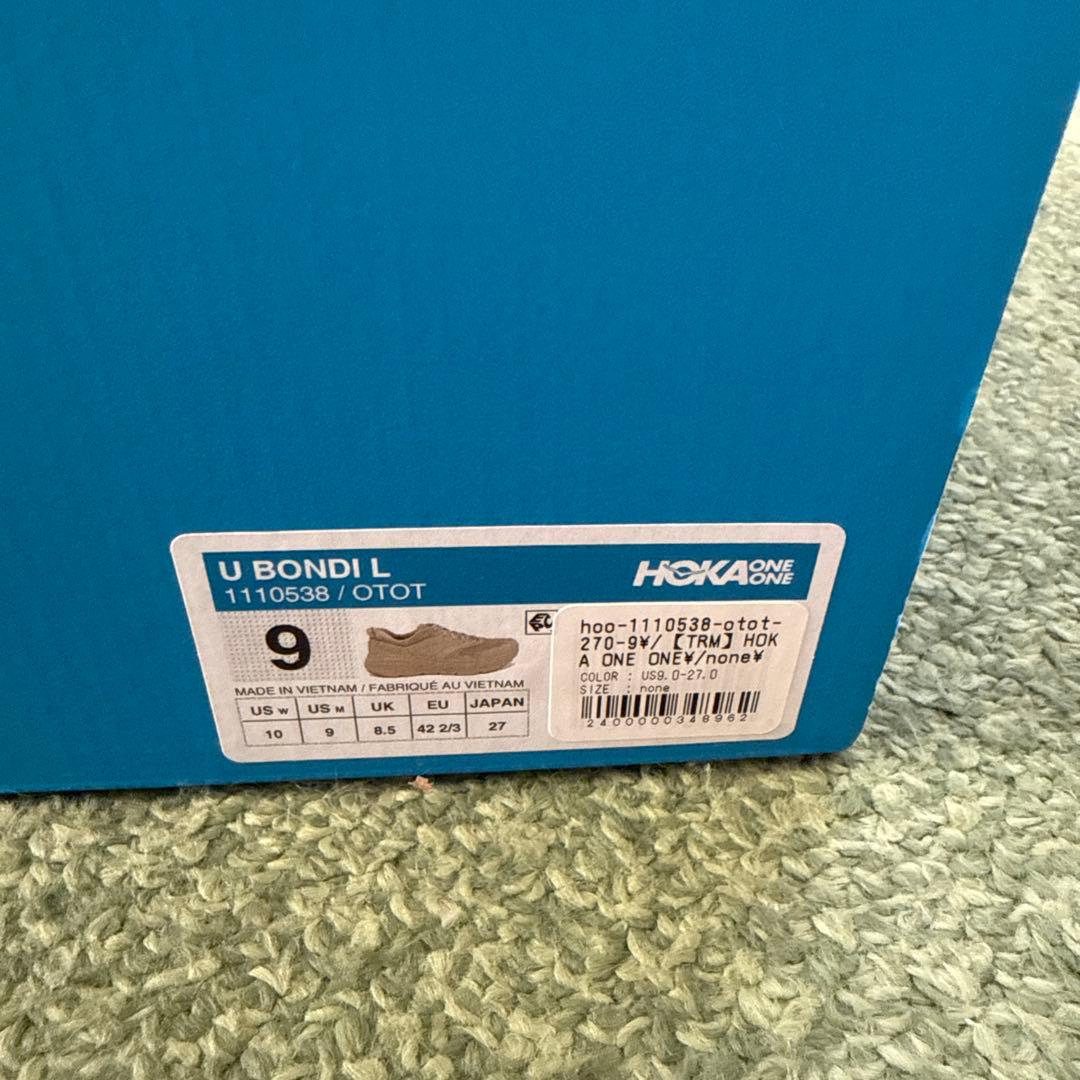 U BONDI L
1110538 / OTOT
HOKA ONE ONE
9
MADE IN VIETNAM / FABRIQUÉ AU VIETNAM
US W US M UK EU JAPAN
10 9 8.5 42 2/3 27
hoo-1110538-otot-
270-9¥/【TRM】HOK
A ONE ONE¥/none¥
COLOR : US9.0-27.0
SIZE : none
2400000348962